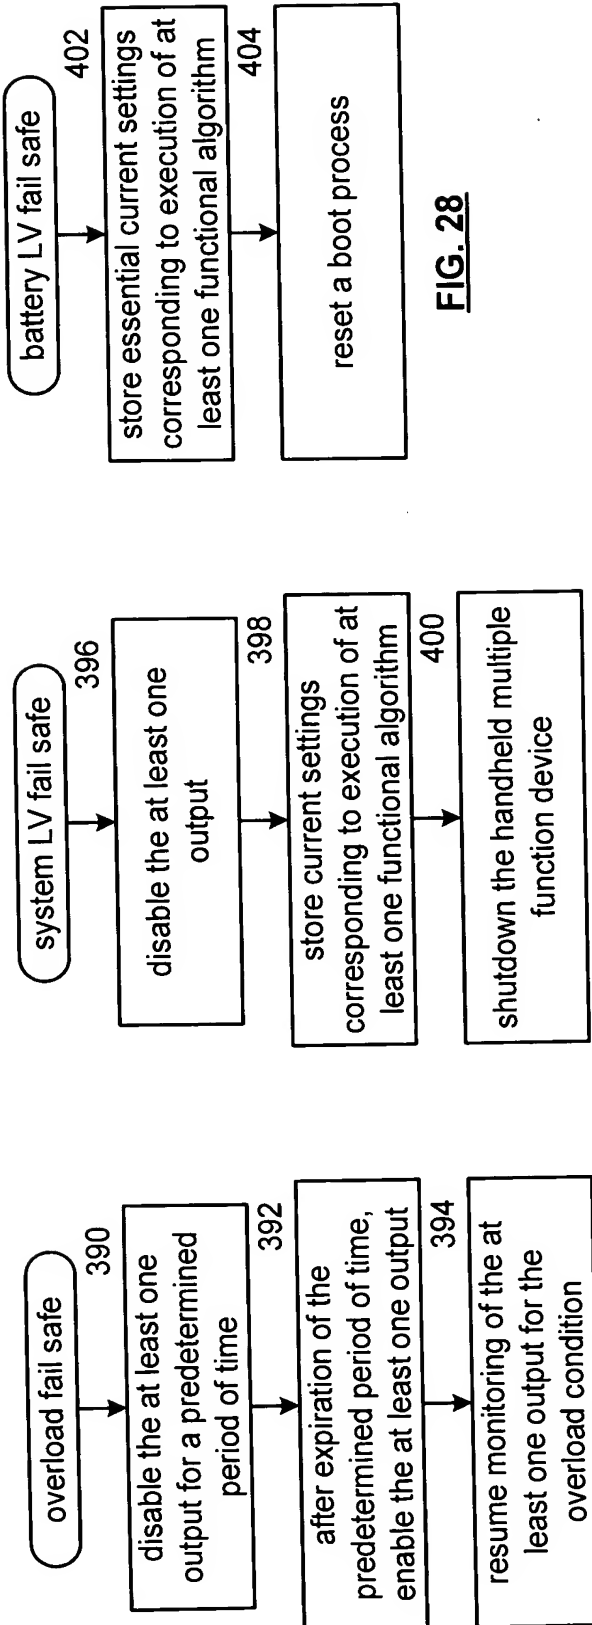 overload fail safe
390
disable the at least one
output for a predetermined
period of time
392
after expiration of the
predetermined period of time,
enable the at least one output
394
resume monitoring of the at
least one output for the
overload condition
system LV fail safe
396
disable the at least one
output
398
store current settings
corresponding to execution of at
least one functional algorithm
400
shutdown the handheld multiple
function device
battery LV fail safe
402
store essential current settings
corresponding to execution of at
least one functional algorithm
404
reset a boot process
FIG. 28